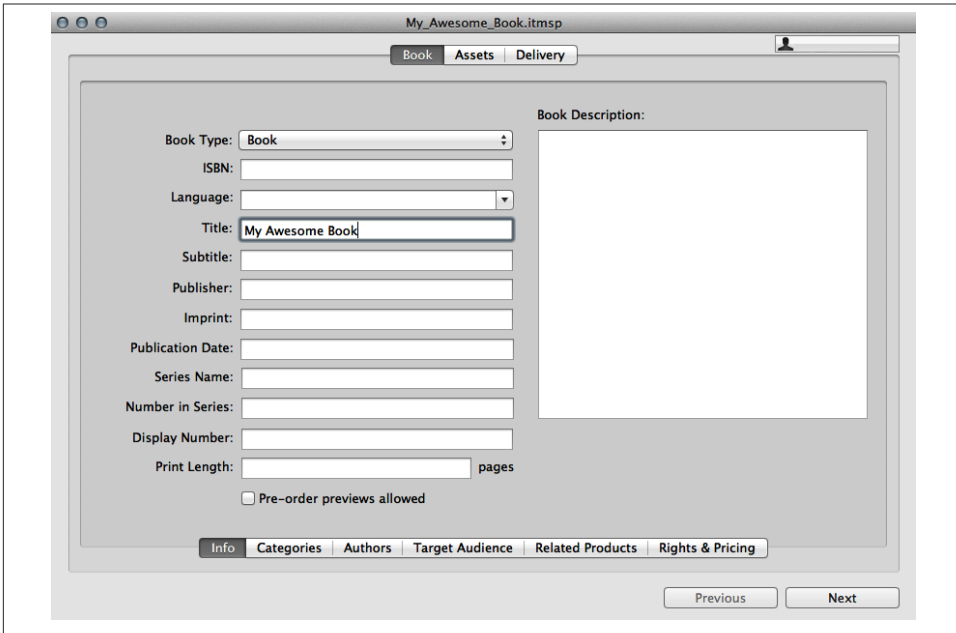 My_Awesome_Book.itmsp
Book Assets Delivery
Book Description:
Book Type: Book
ISBN:
Language:
Title: My Awesome Book
Subtitle:
Publisher:
Imprint:
Publication Date:
Series Name:
Number in Series:
Display Number:
Print Length: pages
Pre-order previews allowed
Info Categories Authors Target Audience Related Products Rights & Pricing
Previous Next